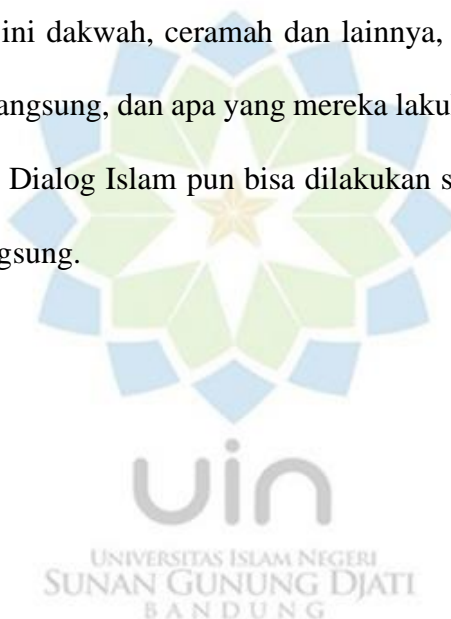 ini dakwah, ceramah dan lainnya,
angsung, dan apa yang mereka laku
Dialog Islam pun bisa dilakukan s
gsung.
uin
UNIVERSITAS ISLAM NEGERI
SUNAN GUNUNG DJATI
BANDUNG